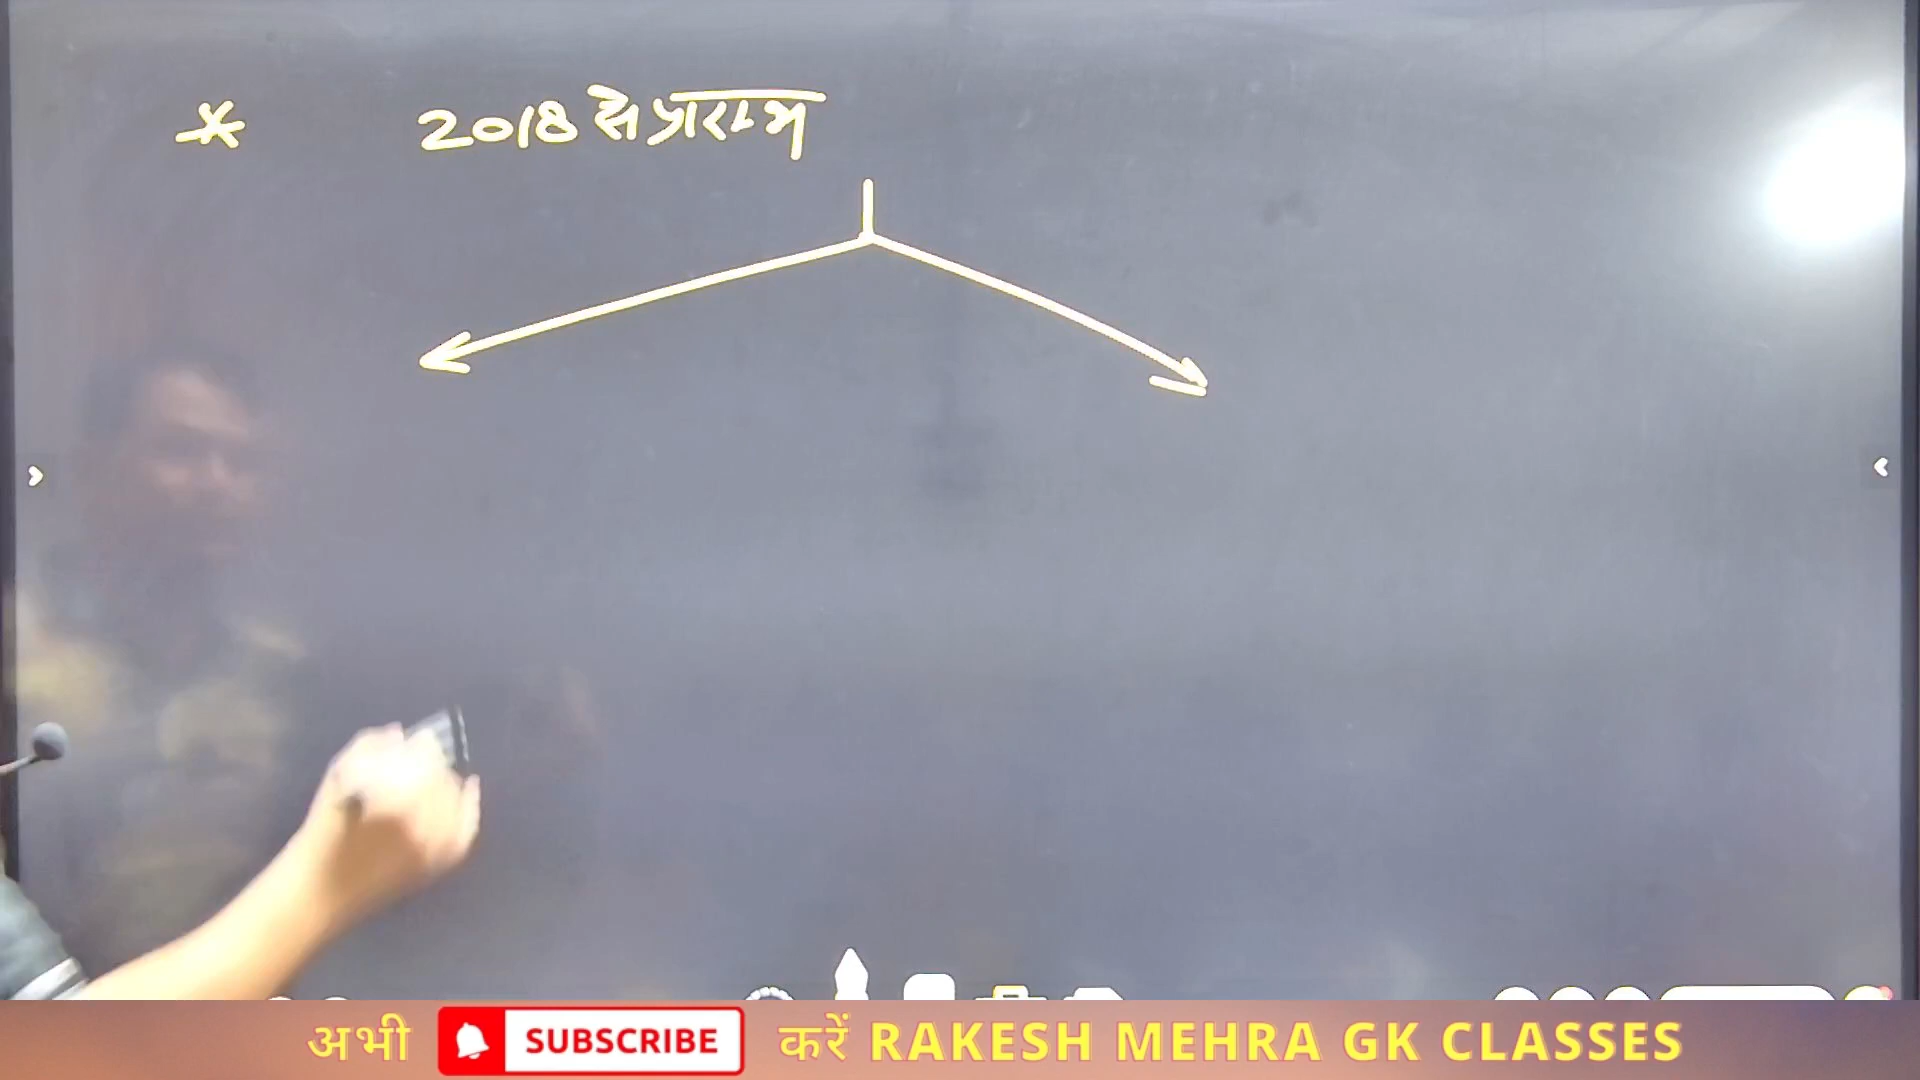 * 2018 से प्रारम्भ
अभी SUBSCRIBE करें RAKESH MEHRA GK CLASSES